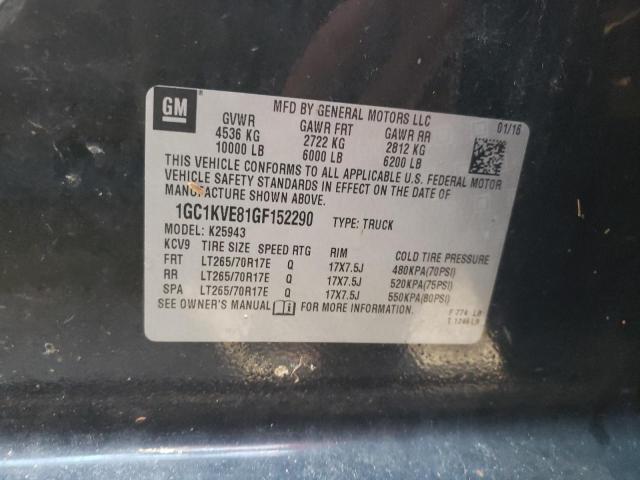 GM MFD BY GENERAL MOTORS LLC 01/16
GVWR GAWR FRT GAWR RR
4536 KG 2722 KG 2812 KG
10000 LB 6000 LB 6200 LB
THIS VEHICLE CONFORMS TO ALL APPLICABLE U.S. FEDERAL MOTOR
VEHICLE SAFETY STANDARDS IN EFFECT ON THE DATE OF
MANUFACTURE SHOWN ABOVE.
1GC1KVE81GF152290 TYPE: TRUCK
MODEL: K25943
KCV9 TIRE SIZE SPEED RTG RIM COLD TIRE PRESSURE
FRT LT265/70R17E Q 17X7.5J 480KPA(70PSI)
RR LT265/70R17E Q 17X7.5J 520KPA(75PSI)
SPA LT265/70R17E Q 17X7.5J 550KPA(80PSI)
SEE OWNER'S MANUAL FOR MORE INFORMATION.
F 774 LB
T 1246 LB